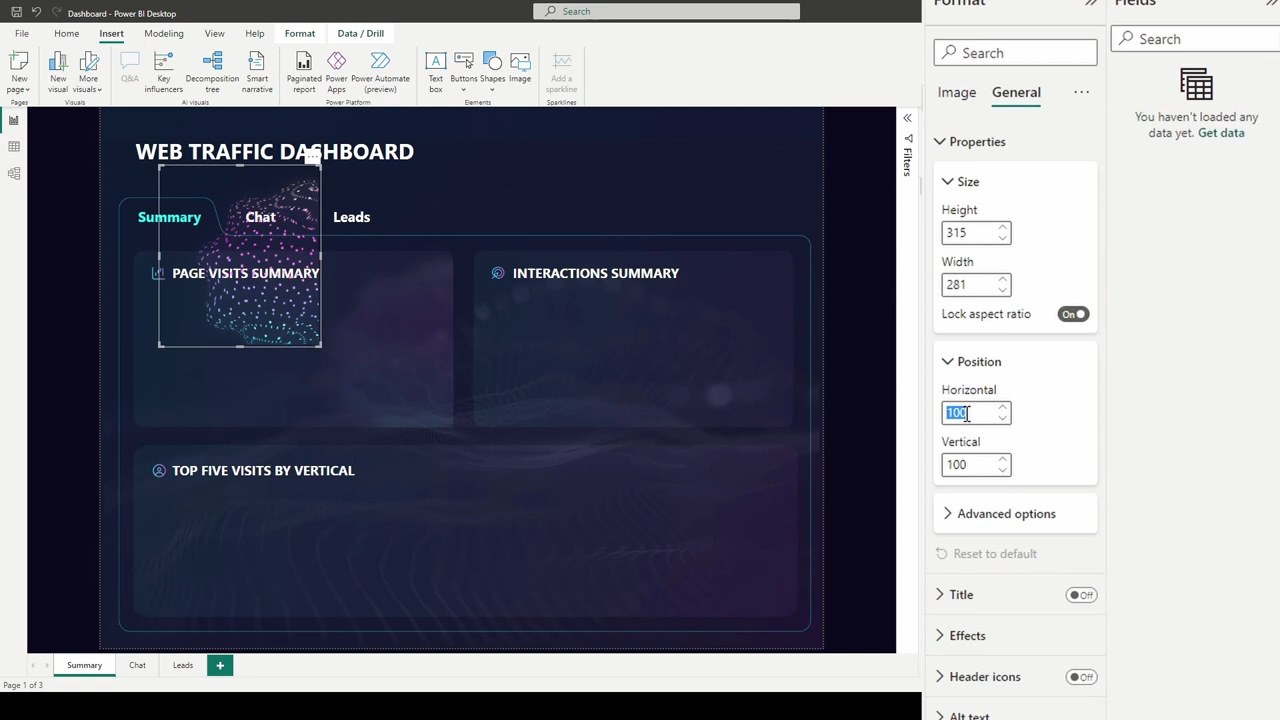 Dashboard - Power BI Desktop
Search
File Home Insert Modeling View Help Format Data / Drill
New page
New visual
More visuals
Q&A
Key influencers
Decomposition tree
Smart narrative
Paginated report
Power Apps
Power Automate (preview)
Text box
Buttons
Shapes
Image
Add a sparkline
Pages
Visuals
AI visuals
Power Platform
Elements
Sparklines
WEB TRAFFIC DASHBOARD
Summary
Chat
Leads
PAGE VISITS SUMMARY
INTERACTIONS SUMMARY
TOP FIVE VISITS BY VERTICAL
Filters
Summary
Chat
Leads
Page 1 of 3
Format
Search
Image
General
Properties
Size
Height
315
Width
281
Lock aspect ratio
On
Position
Horizontal
100
Vertical
100
Advanced options
Reset to default
Title
Off
Effects
Header icons
Off
Alt text
Fields
Search
You haven't loaded any
data yet. Get data